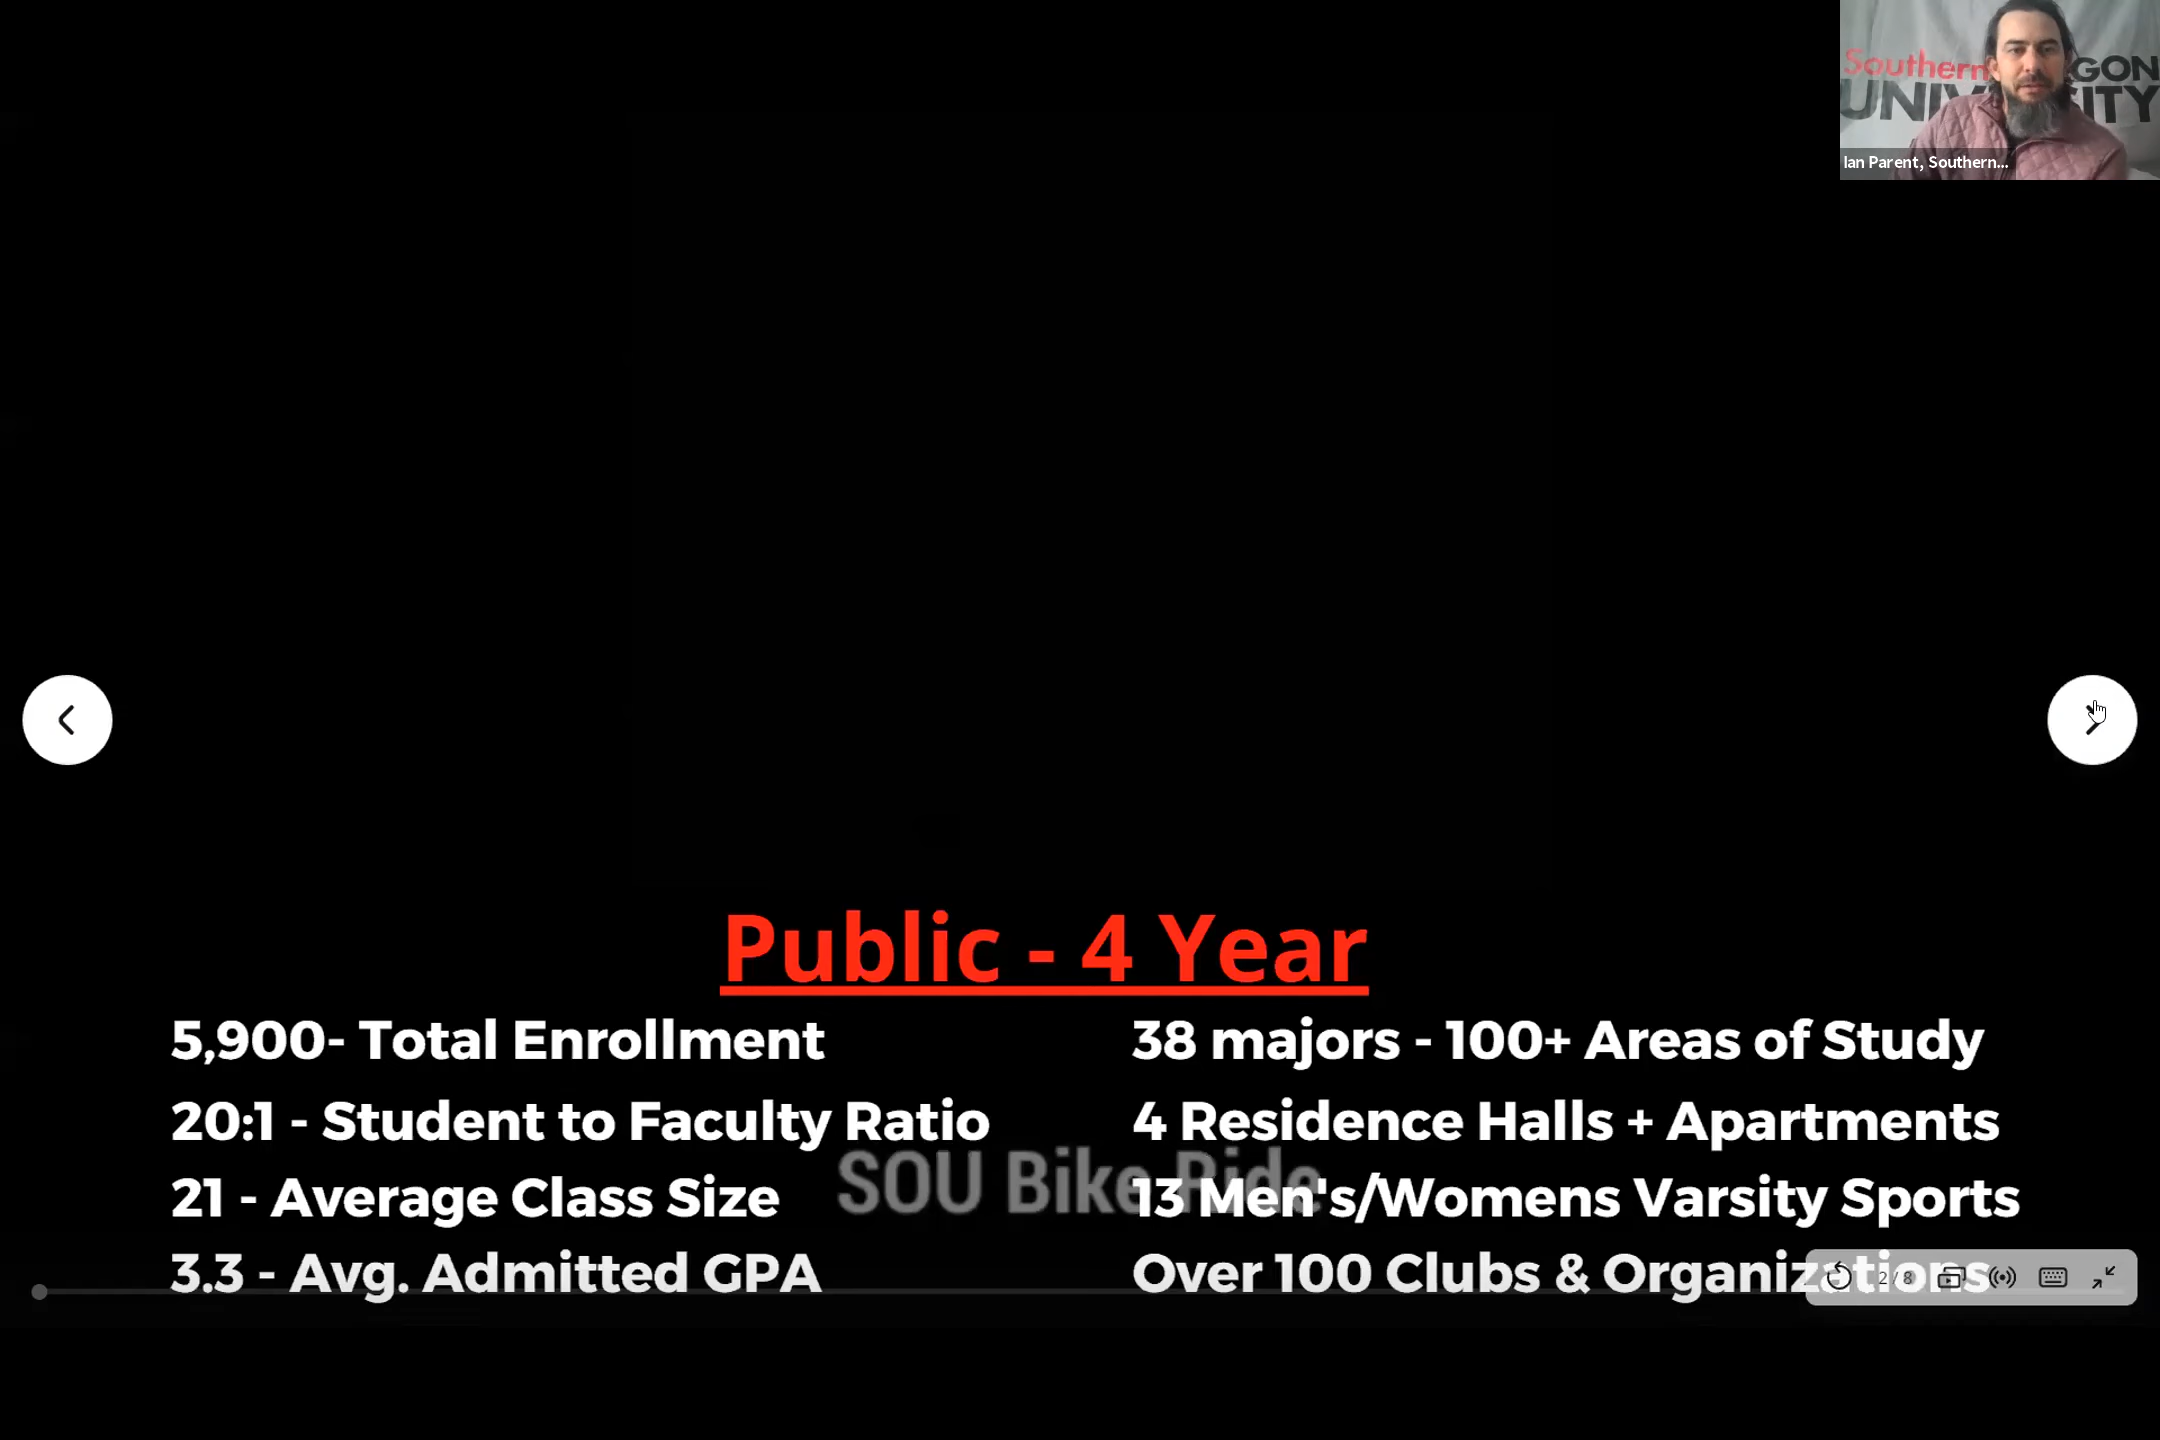 Southern
GON
UNIV
SITY
Ian Parent, Southern...
Public - 4 Year
5,900- Total Enrollment
20:1 - Student to Faculty Ratio
21 - Average Class Size
3.3 - Avg. Admitted GPA
38 majors - 100+ Areas of Study
4 Residence Halls + Apartments
13 Men's/Womens Varsity Sports
Over 100 Clubs & Organizations
SOU Bike Ride
2 / 8